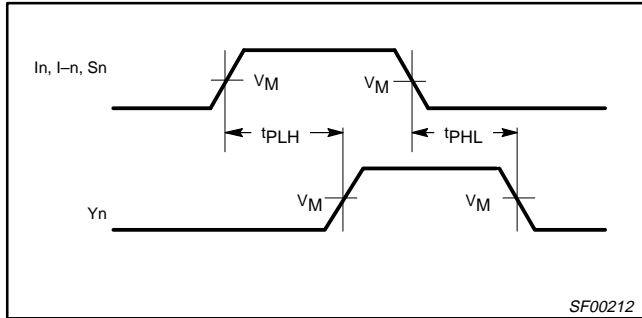 In, I–n, Sn
VM
VM
tPLH
tPHL
VM
VM
Yn
SF00212